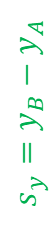 s_y = y_B − y_A